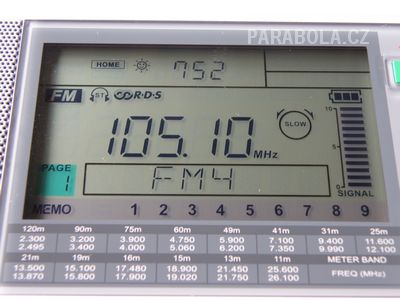 PARABOLA.CZ
HOME 752
FM ST R·D·S
105.10 MHz
SLOW
10
5
0
SIGNAL
PAGE 1
FM4
MEMO 1 2 3 4 5 6 7 8 9
120m 90m 75m 60m 49m 41m 31m 25m
2.300 3.200 3.900 4.750 5.900 7.100 9.400 11.600
2.495 3.400 4.000 5.060 6.200 7.350 9.990 12.100
21m 19m 16m 15m 13m 11m METER BAND
13.500 15.100 17.480 18.900 21.450 25.600 FREQ (MHZ)
13.870 15.800 17.900 19.020 21.750 26.100